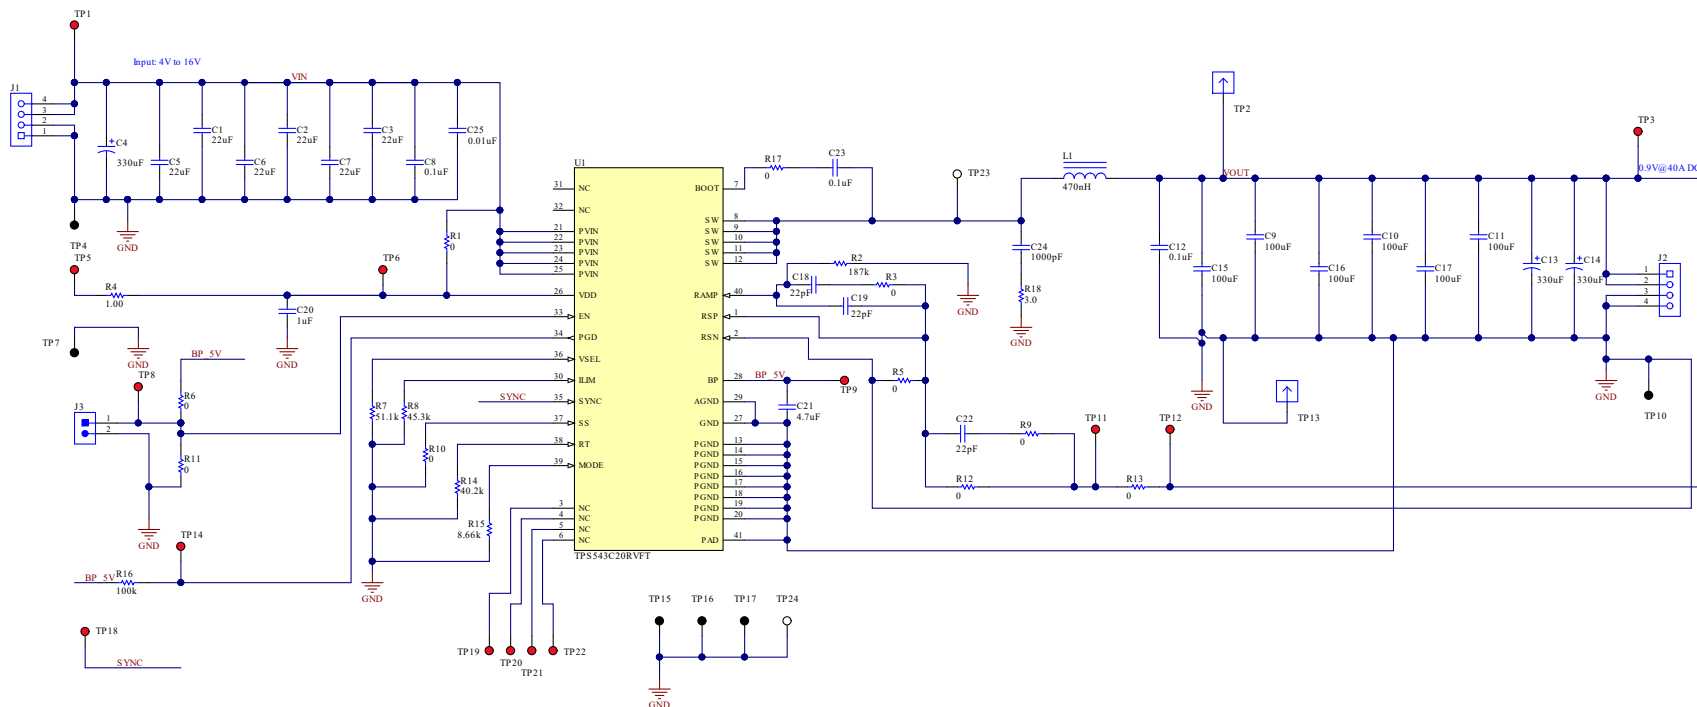 TP1
Input: 4V to 16V
VIN
J1
4
3
2
1
C4
330uF
C5
22uF
C1
22uF
C6
22uF
C2
22uF
C7
22uF
C3
22uF
C8
0.1uF
C25
0.01uF
TP4
GND
TP5
R4
1.00
C20
1uF
GND
TP6
R1
0
TP7
GND
BP_5V
TP8
R6
0
J3
1
2
R11
0
GND
TP14
BP_5V
R16
100k
TP18
SYNC
R7
51.1k
R8
45.3k
SYNC
R10
0
R14
40.2k
R15
8.66k
GND
TP19
TP20
TP21
TP22
U1
31
NC
32
NC
21
PVIN
22
PVIN
23
PVIN
24
PVIN
25
PVIN
26
VDD
33
EN
34
PGD
36
VSEL
30
ILIM
35
SYNC
37
SS
38
RT
39
MODE
3
NC
4
NC
5
NC
6
NC
BOOT
7
SW
8
SW
9
SW
10
SW
11
SW
12
RAMP
40
RSP
1
RSN
2
BP
28
AGND
29
GND
27
PGND
13
PGND
14
PGND
15
PGND
16
PGND
17
PGND
18
PGND
19
PGND
20
PAD
41
TPS543C20RVFT
R17
0
C23
0.1uF
TP23
R2
187k
C18
22pF
R3
0
C19
22pF
GND
C24
1000pF
R18
3.0
GND
BP_5V
TP9
R5
0
C21
4.7uF
C22
22pF
R9
0
TP11
TP12
R12
0
R13
0
L1
470nH
TP2
VOUT
C12
0.1uF
C15
100uF
C9
100uF
C16
100uF
C10
100uF
C17
100uF
C11
100uF
C13
330uF
C14
330uF
TP3
0.9V@40A DC
J2
1
2
3
4
GND
TP13
GND
TP10
TP15
TP16
TP17
TP24
GND